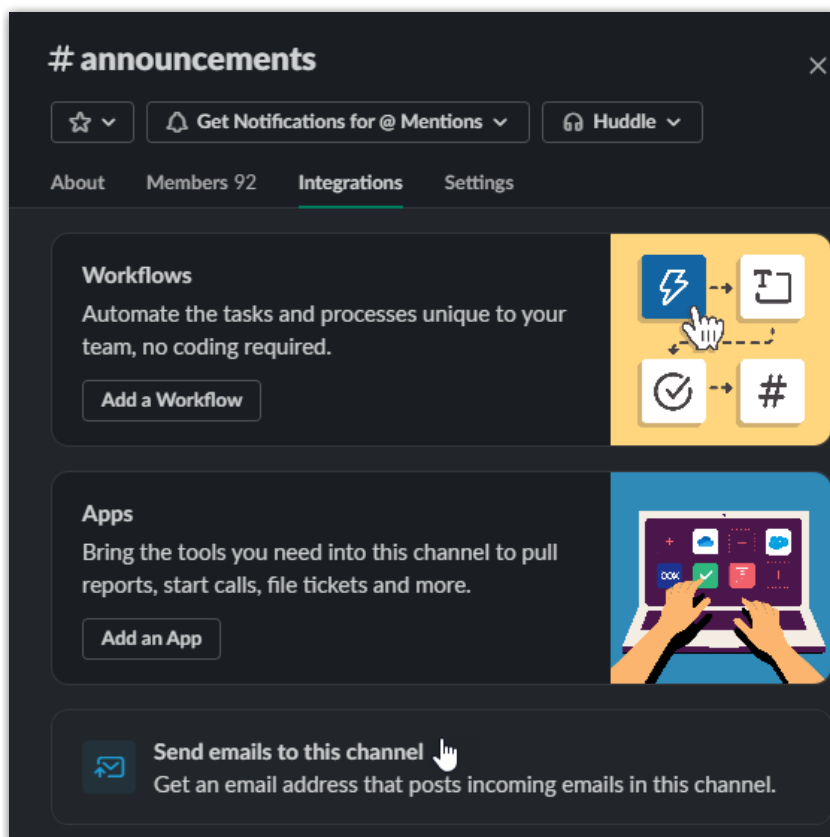 # announcements
Get Notifications for @ Mentions
Huddle
About Members 92 Integrations Settings
Workflows
Automate the tasks and processes unique to your
team, no coding required.
Add a Workflow
T
#
Apps
Bring the tools you need into this channel to pull
reports, start calls, file tickets and more.
Add an App
Send emails to this channel
Get an email address that posts incoming emails in this channel.